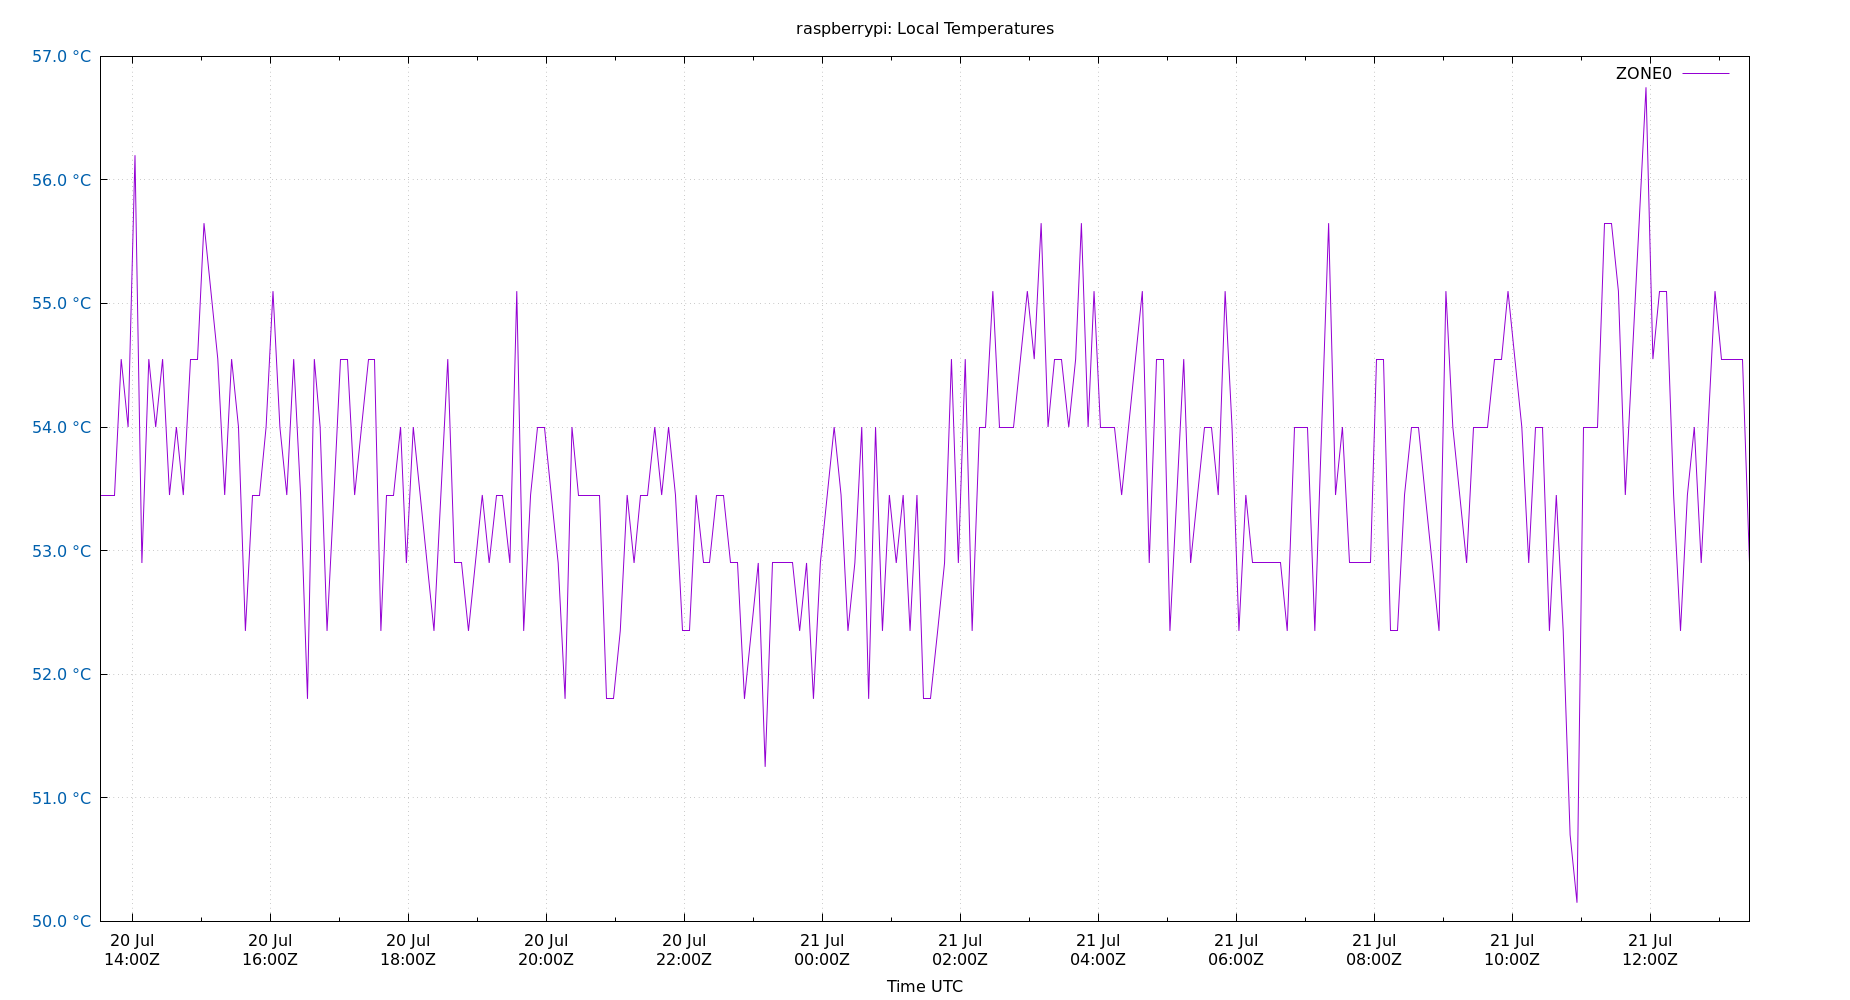 raspberrypi: Local Temperatures
57.0 °C
ZONE0
56.0 °C
55.0 °C
54.0 °C
53.0 °C
52.0 °C
51.0 °C
50.0 °C
20 Jul 20 Jul 20 Jul 20 Jul 20 Jul 21 Jul 21 Jul 21 Jul 21 Jul 21 Jul 21 Jul 21 Jul
14:00Z 16:00Z 18:00Z 20:00Z 22:00Z 00:00Z 02:00Z 04:00Z 06:00Z 08:00Z 10:00Z 12:00Z
Time UTC